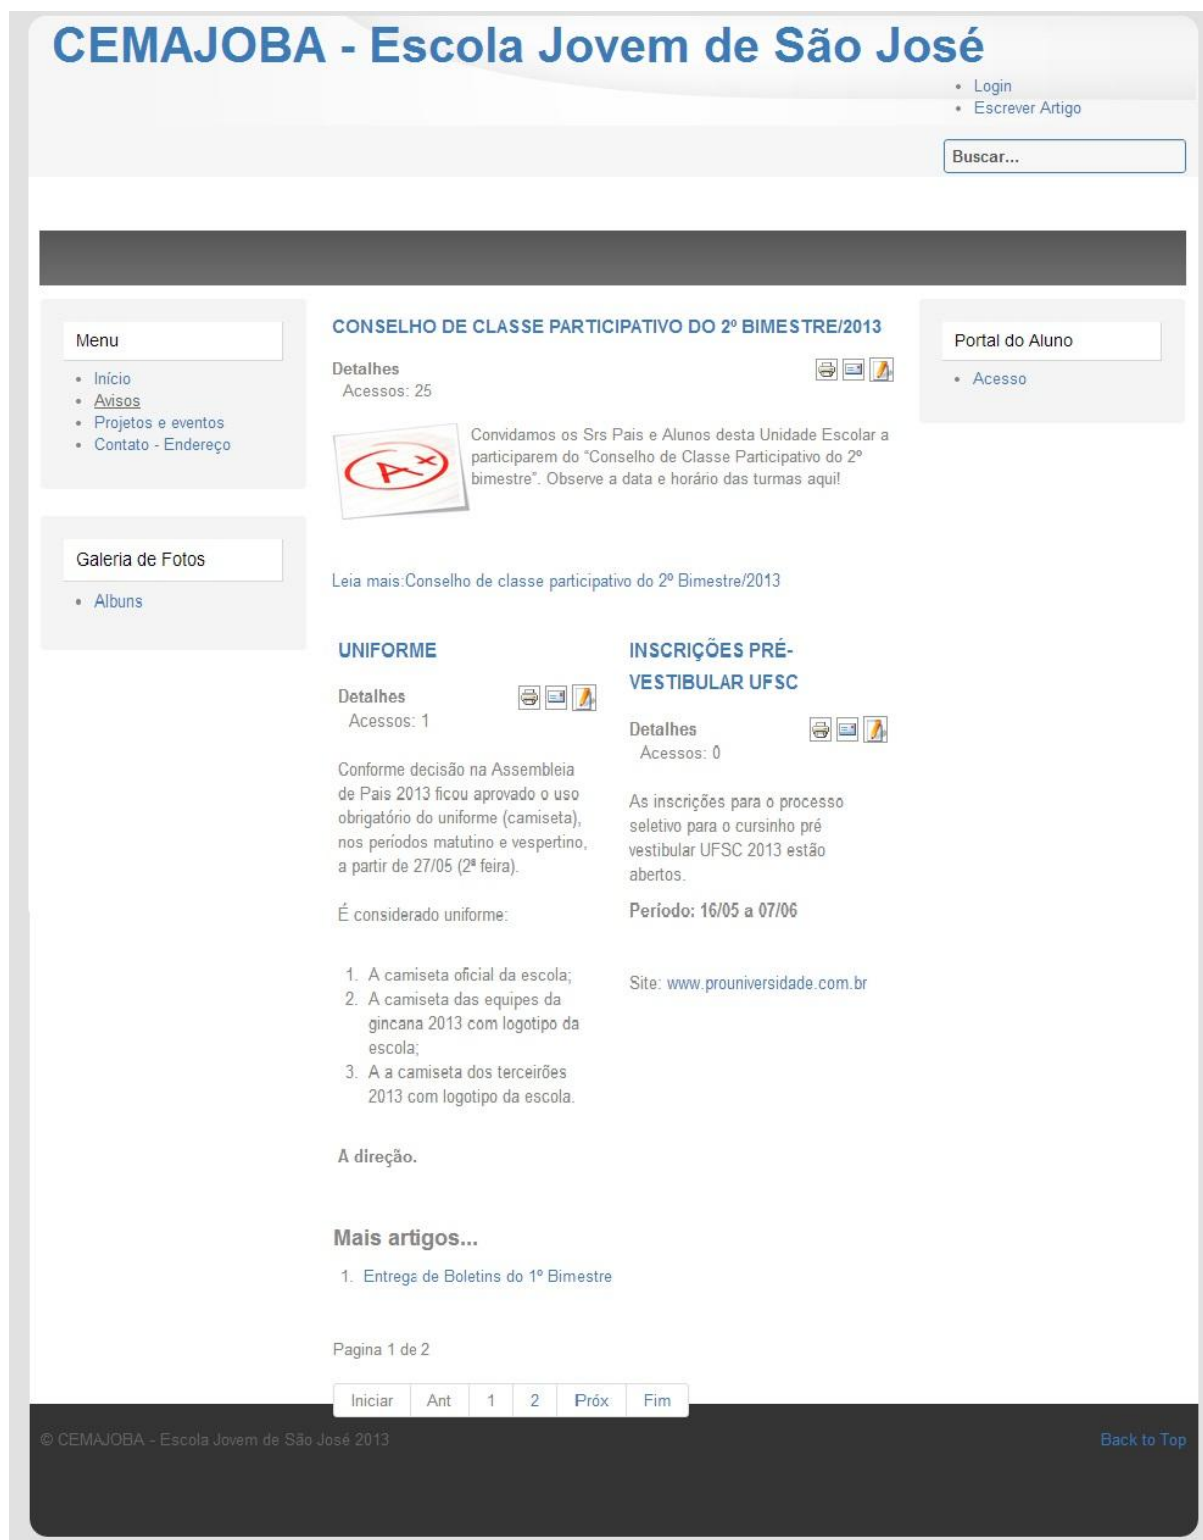 CEMAJOBA - Escola Jovem de São José
Login
Escrever Artigo
Buscar...
Menu
Início
Avisos
Projetos e eventos
Contato - Endereço
Galeria de Fotos
Albuns
CONSELHO DE CLASSE PARTICIPATIVO DO 2º BIMESTRE/2013
Detalhes
Acessos: 25
A+
Convidamos os Srs Pais e Alunos desta Unidade Escolar a
participarem do “Conselho de Classe Participativo do 2º
bimestre”. Observe a data e horário das turmas aqui!
Leia mais:Conselho de classe participativo do 2º Bimestre/2013
UNIFORME
Detalhes
Acessos: 1
Conforme decisão na Assembleia
de Pais 2013 ficou aprovado o uso
obrigatório do uniforme (camiseta),
nos períodos matutino e vespertino,
a partir de 27/05 (2ª feira).
É considerado uniforme:
1. A camiseta oficial da escola;
2. A camiseta das equipes da
gincana 2013 com logotipo da
escola;
3. A a camiseta dos terceirões
2013 com logotipo da escola.
A direção.
INSCRIÇÕES PRÉ-
VESTIBULAR UFSC
Detalhes
Acessos: 0
As inscrições para o processo
seletivo para o cursinho pré
vestibular UFSC 2013 estão
abertos.
Período: 16/05 a 07/06
Site: www.prouniversidade.com.br
Mais artigos...
1. Entrega de Boletins do 1º Bimestre
Pagina 1 de 2
Iniciar Ant 1 2 Próx Fim
Portal do Aluno
Acesso
© CEMAJOBA - Escola Jovem de São José 2013
Back to Top